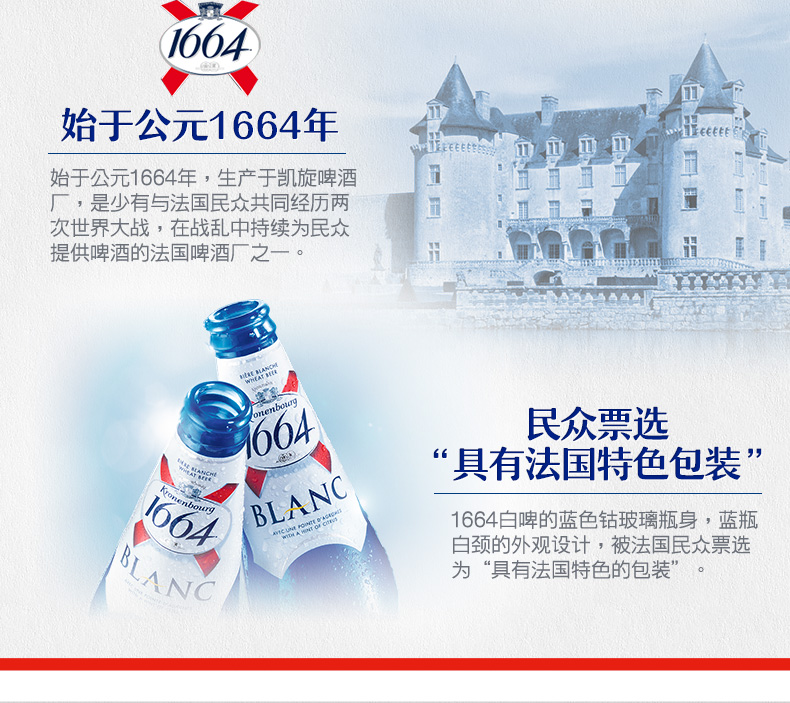 1664
始于公元1664年
始于公元1664年，生产于凯旋啤酒
厂，是少有与法国民众共同经历两
次世界大战，在战乱中持续为民众
提供啤酒的法国啤酒厂之一。
BIÈRE BLANCHE
WHEAT BEER
Kronenbourg
1664
BLANC
AVEC UNE POINTE D'AGRUMES
WITH A HINT OF CITRUS
BIÈRE BLANCHE
WHEAT BEER
Kronenbourg
1664
BLANC
民众票选
“具有法国特色包装”
1664白啤的蓝色钴玻璃瓶身，蓝瓶
白颈的外观设计，被法国民众票选
为“具有法国特色的包装”。